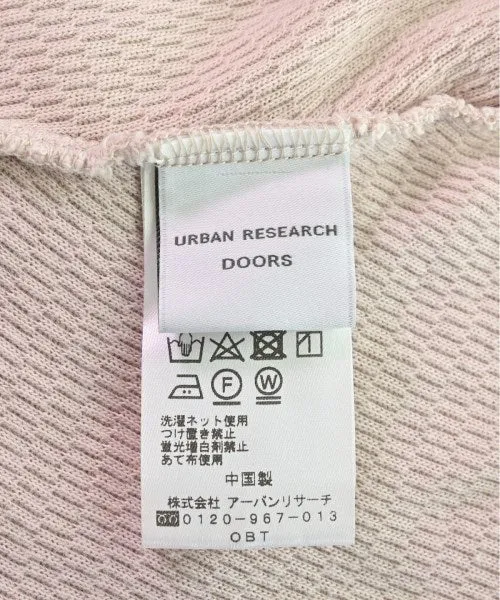 URBAN RESEARCH
DOORS
F W
洗濯ネット使用
つけ置き禁止
蛍光増白剤禁止
あて布使用
中国製
株式会社 アーバンリサーチ
0120-967-013
OBT